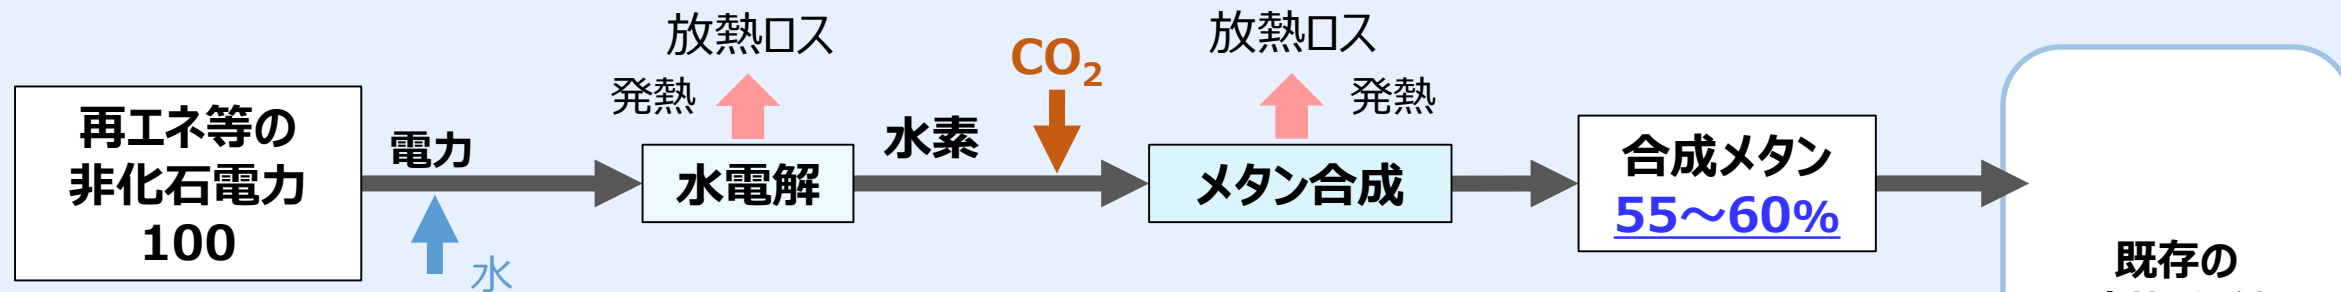 放熱ロス
発熱
CO₂
放熱ロス
発熱
再エネ等の
非化石電力
100
電力
水
水電解
水素
メタン合成
合成メタン
55～60%
既存の